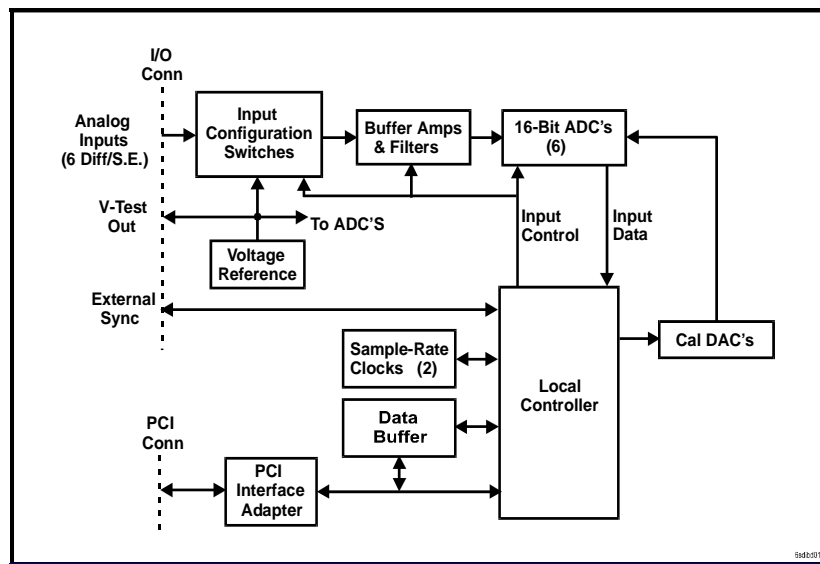 I/O
Conn
Analog
Inputs
(6 Diff/S.E.)
Input
Configuration
Switches
Buffer Amps
& Filters
16-Bit ADC's
(6)
V-Test
Out
To ADC'S
Voltage
Reference
Input
Control
Input
Data
External
Sync
Sample-Rate
Clocks (2)
Local
Controller
Cal DAC's
Data
Buffer
PCI
Conn
PCI
Interface
Adapter